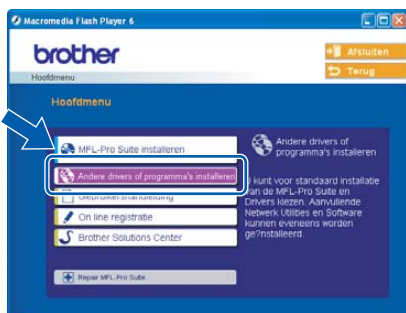 Macromedia Flash Player 6
brother
Afsluiten
Terug
Hoofdmenu
Hoofdmenu
MFL-Pro Suite installeren
Andere drivers of programma's installeren
Gebruikershandleiding
On line registratie
Brother Solutions Center
Repair MFL-Pro Suite
Andere drivers of
programma's installeren
U kunt voor standaard installatie
van de MFL-Pro Suite en
Drivers kiezen. Aanvullende
Netwerk Utilities en Software
kunnen eveneens worden
ge?nstalleerd.